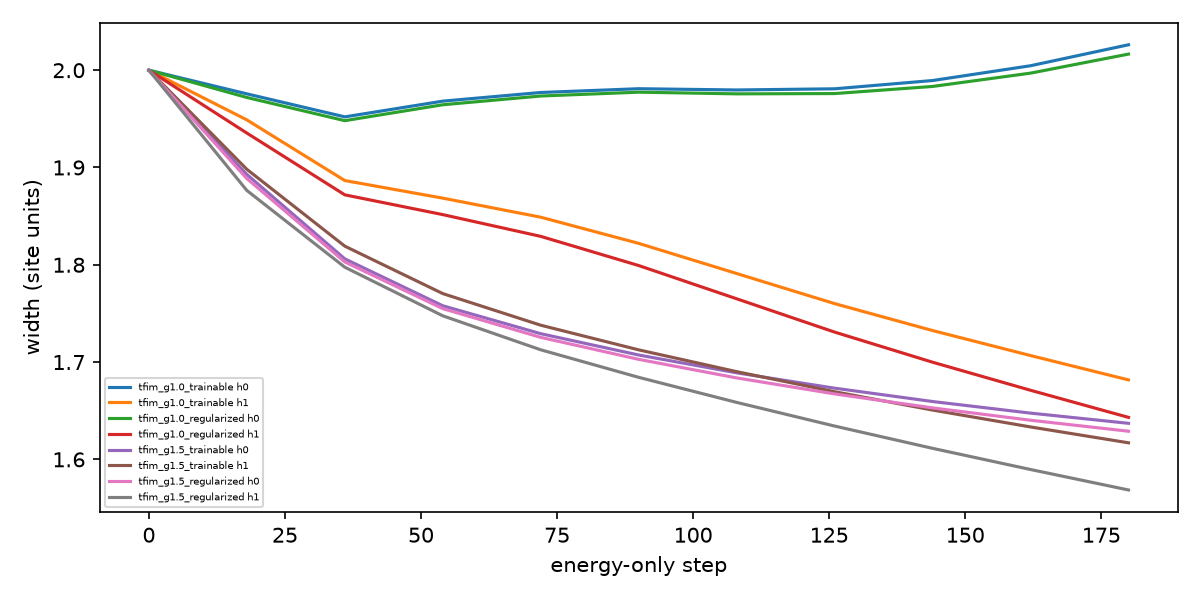 2.0
1.9
1.8
1.7
1.6
width (site units)
tfim_g1.0_trainable h0
tfim_g1.0_trainable h1
tfim_g1.0_regularized h0
tfim_g1.0_regularized h1
tfim_g1.5_trainable h0
tfim_g1.5_trainable h1
tfim_g1.5_regularized h0
tfim_g1.5_regularized h1
0 25 50 75 100 125 150 175
energy-only step